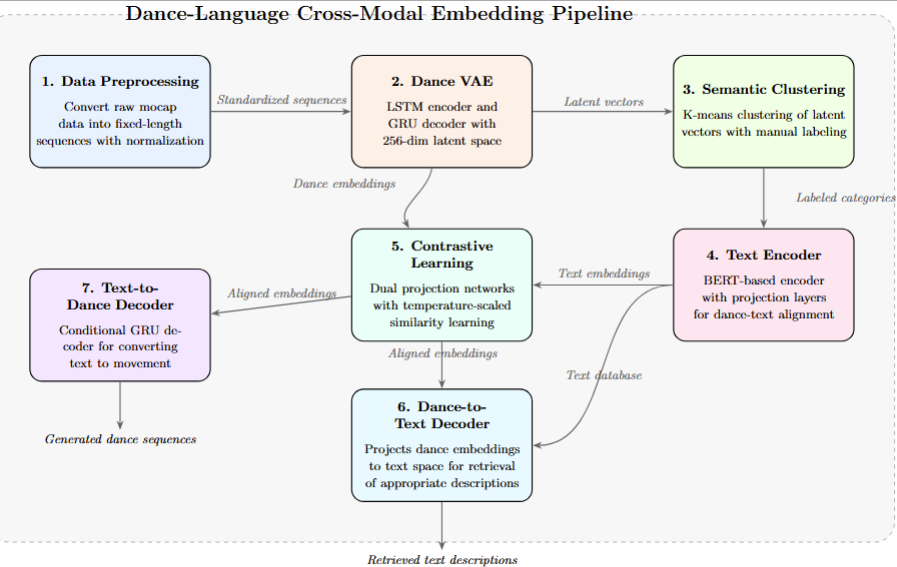 Dance-Language Cross-Modal Embedding Pipeline
1. Data Preprocessing
Convert raw mocap
data into fixed-length
sequences with normalization
Standardized sequences
2. Dance VAE
LSTM encoder and
GRU decoder with
256-dim latent space
Latent vectors
3. Semantic Clustering
K-means clustering of latent
vectors with manual labeling
Dance embeddings
Labeled categories
4. Text Encoder
BERT-based encoder
with projection layers
for dance-text alignment
Text embeddings
5. Contrastive
Learning
Dual projection networks
with temperature-scaled
similarity learning
Aligned embeddings
7. Text-to-
Dance Decoder
Conditional GRU de-
coder for converting
text to movement
Aligned embeddings
Text database
6. Dance-to-
Text Decoder
Projects dance embeddings
to text space for retrieval
of appropriate descriptions
Generated dance sequences
Retrieved text descriptions